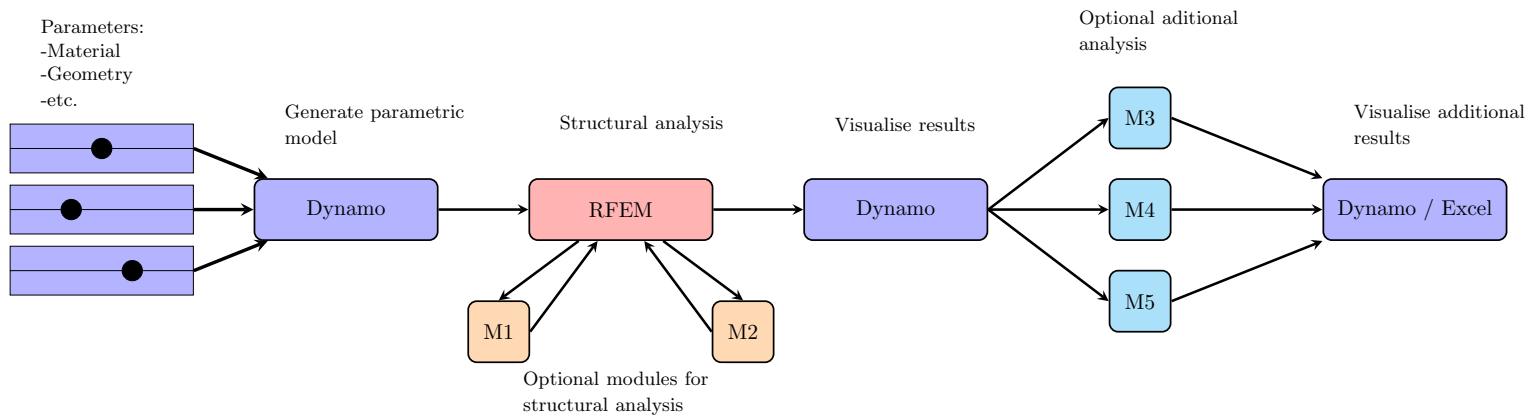 Parameters:
-Material
-Geometry
-etc.
Generate parametric
model
Dynamo
Structural analysis
RFEM
M1
M2
Optional modules for
structural analysis
Visualise results
Dynamo
Optional aditional
analysis
M3
M4
M5
Visualise additional
results
Dynamo / Excel